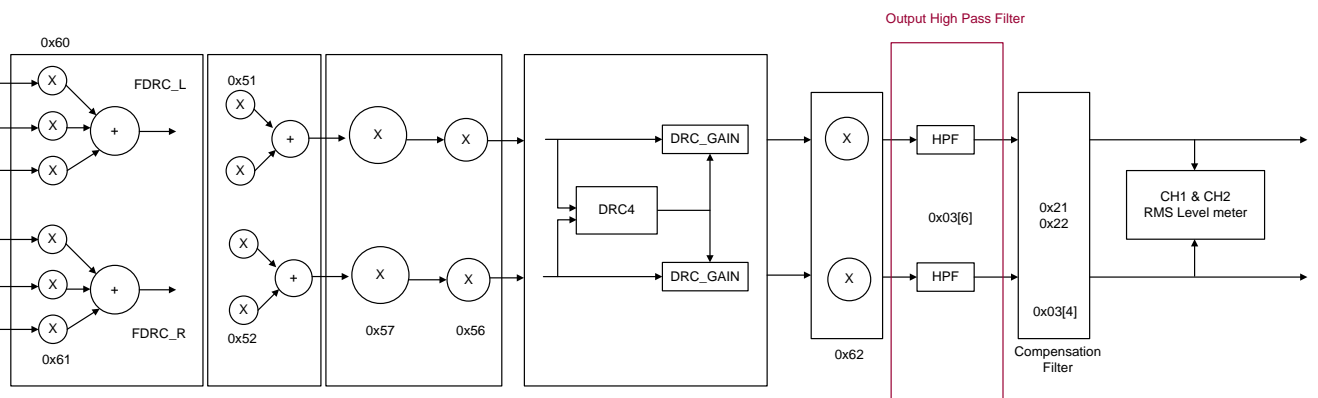 Output High Pass Filter
0x60
X
FDRC_L
X
+
X
X
FDRC_R
X
+
X
0x61
0x51
X
+
X
X
+
X
0x52
X
X
X
X
0x57
0x56
DRC_GAIN
DRC4
DRC_GAIN
X
X
0x62
HPF
0x03[6]
HPF
0x21
0x22
0x03[4]
Compensation
Filter
CH1 & CH2
RMS Level meter